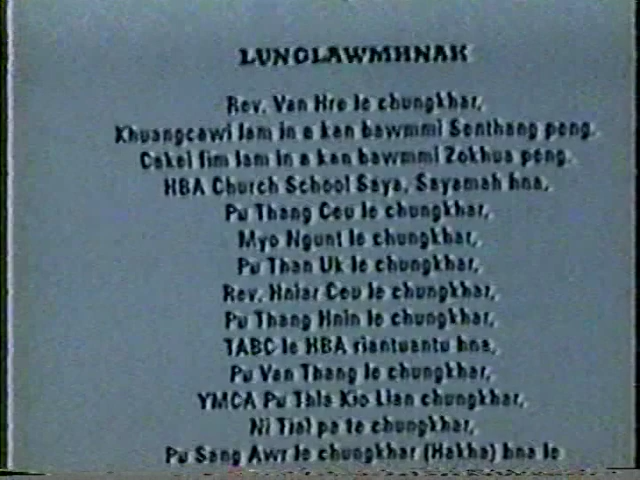 LUNGLAWMHNAK
Rev. Van Hre le chungkhar,
Khuangcawi lam in a kan bawmmi Senthang peng.
Cakei lim lam in a kan bawmmi Zokhua peng.
HBA Church School Saya, Sayamah hna,
Pu Thang Ceu le chungkhar,
Myo Ngunt le chungkhar,
Pu Than Uk le chungkhar,
Rev. Hniar Ceu le chungkhar,
Pu Thang Hnin le chungkhar,
TABC le HBA riantuantu hna,
Pu Van Thang le chungkhar,
YMCA Pu Thla Kio Lian chungkhar,
Ni Tial pa te chungkhar,
Pu Sang Awr le chungkhar (Hakha) hna le